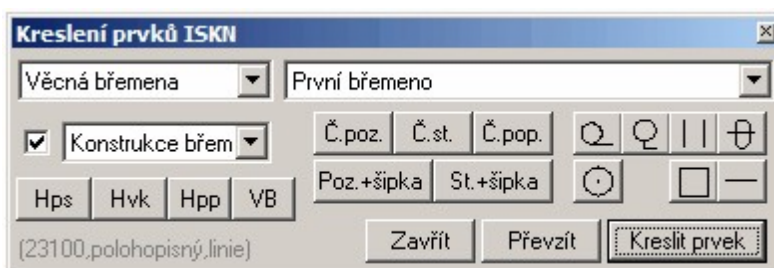 Kreslení prvků ISKN
Věcná břemena První břemeno
Konstrukce břem Č.poz. Č.st. Č.pop.
Poz.+šipka St.+šipka
Hps Hvk Hpp VB
(23100,polohopisný,linie) Zavřít Převzít Kreslit prvek